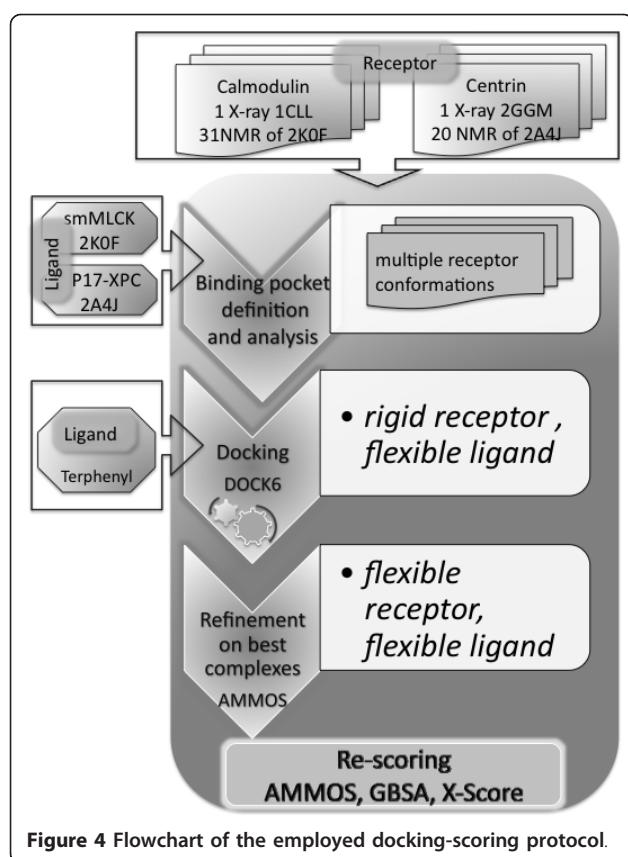 Receptor
Calmodulin
1 X-ray 1CLL
31NMR of 2K0F
Centrin
1 X-ray 2GGM
20 NMR of 2A4J
Ligand
smMLCK
2K0F
P17-XPC
2A4J
Binding pocket
definition
and analysis
multiple receptor
conformations
Ligand
Terphenyl
Docking
DOCK6
• rigid receptor ,
flexible ligand
Refinement
on best
complexes
AMMOS
• flexible
receptor,
flexible ligand
Re-scoring
AMMOS, GBSA, X-Score
Figure 4 Flowchart of the employed docking-scoring protocol.